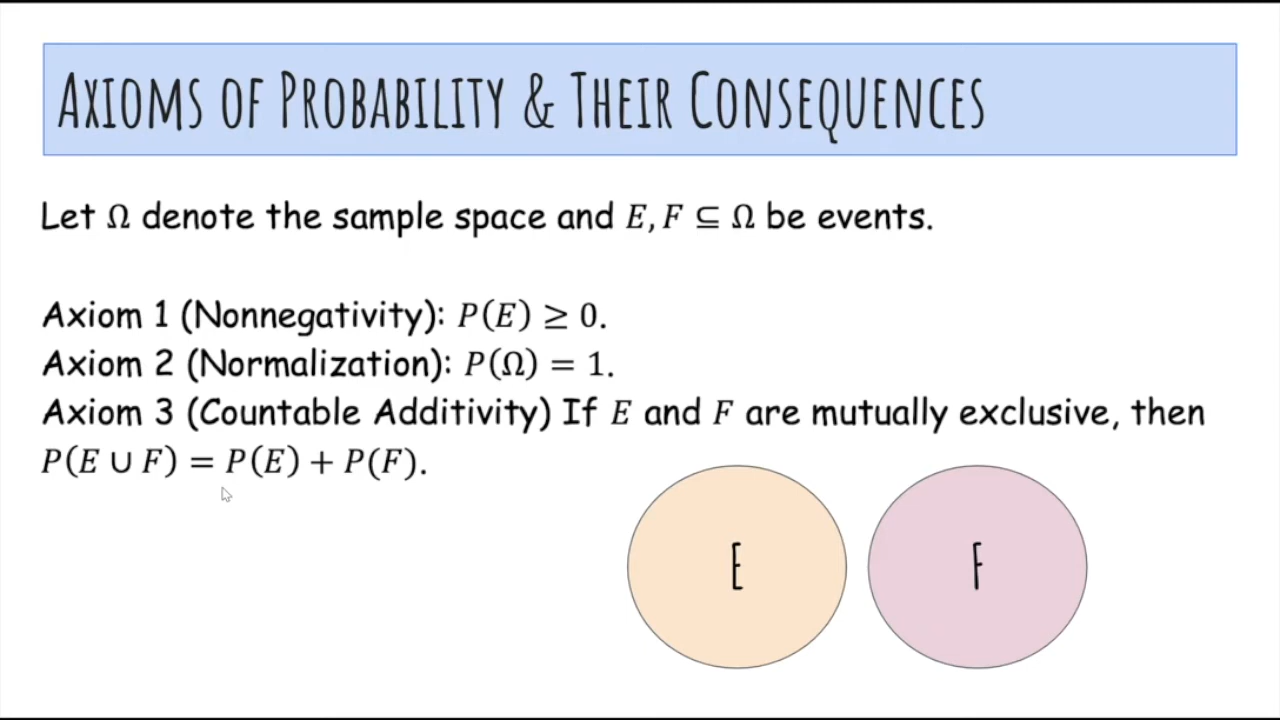 AXIOMS OF PROBABILITY & THEIR CONSEQUENCES
Let Ω denote the sample space and E, F ⊆ Ω be events.
Axiom 1 (Nonnegativity): P(E) ≥ 0.
Axiom 2 (Normalization): P(Ω) = 1.
Axiom 3 (Countable Additivity) If E and F are mutually exclusive, then
P(E ∪ F) = P(E) + P(F).
E
F